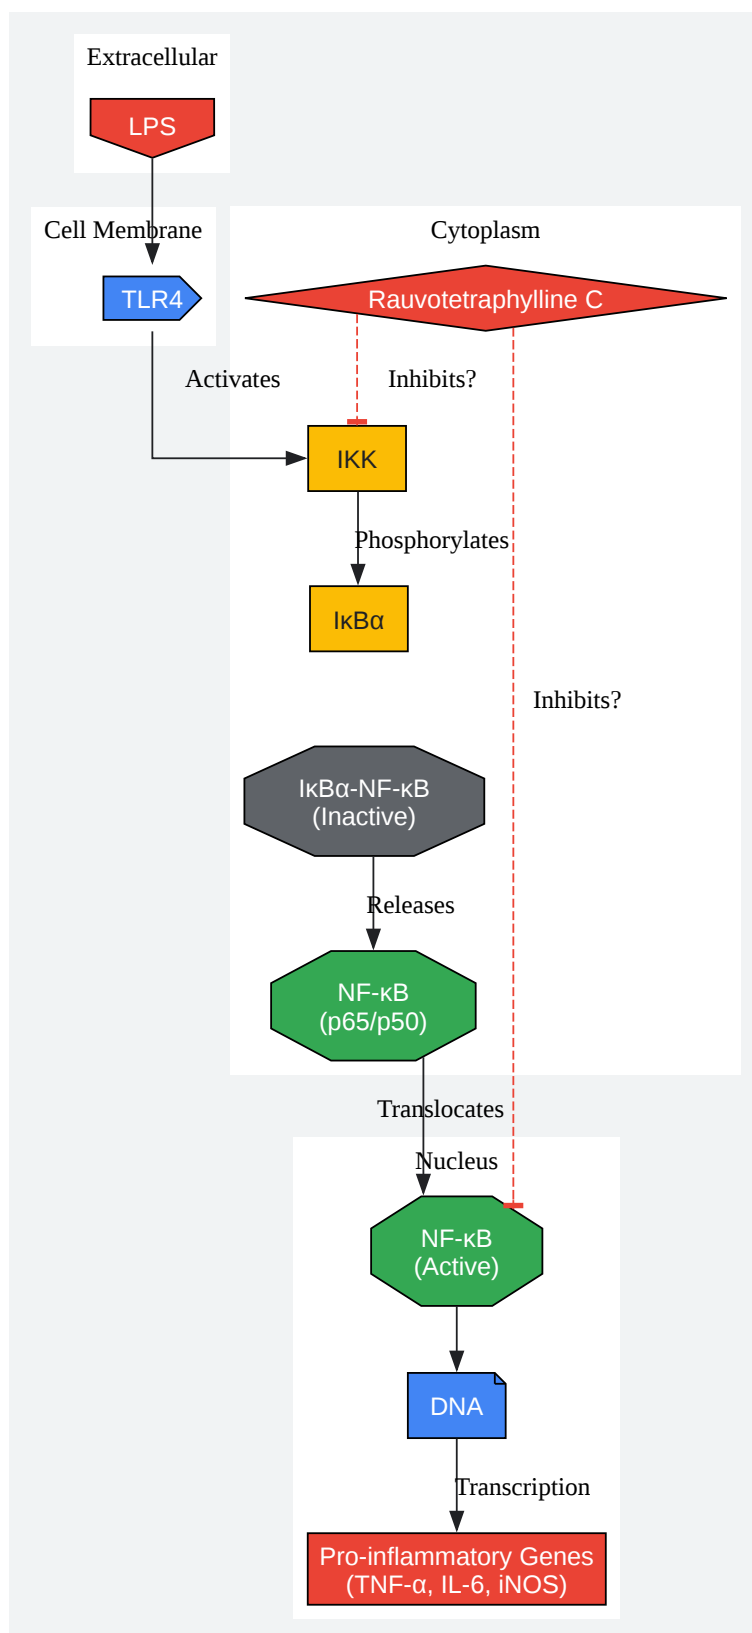 Extracellular
LPS
Cell Membrane
Cytoplasm
TLR4
Rauvotetraphylline C
Activates
Inhibits?
IKK
Phosphorylates
IκBα
Inhibits?
IκBα-NF-κB
(Inactive)
Releases
NF-κB
(p65/p50)
Translocates
Nucleus
NF-κB
(Active)
DNA
Transcription
Pro-inflammatory Genes
(TNF-α, IL-6, iNOS)